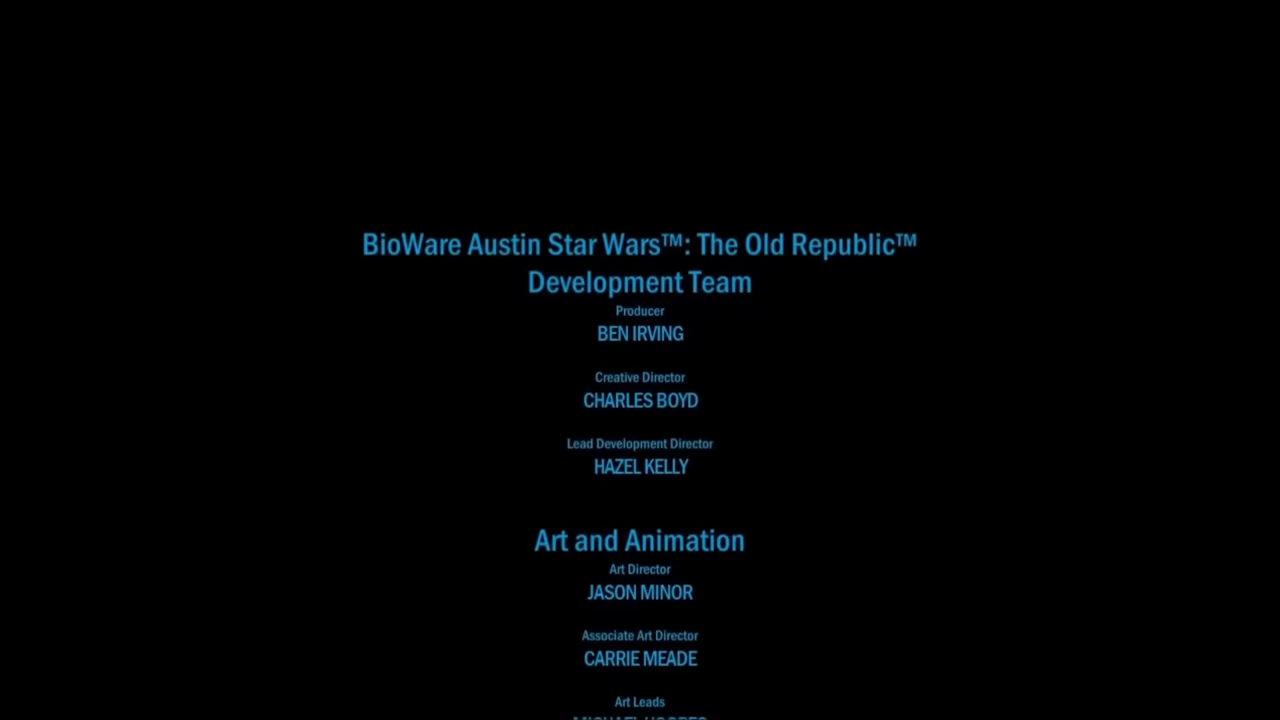 BioWare Austin Star Wars™: The Old Republic™
Development Team
Producer
BEN IRVING
Creative Director
CHARLES BOYD
Lead Development Director
HAZEL KELLY
Art and Animation
Art Director
JASON MINOR
Associate Art Director
CARRIE MEADE
Art Leads